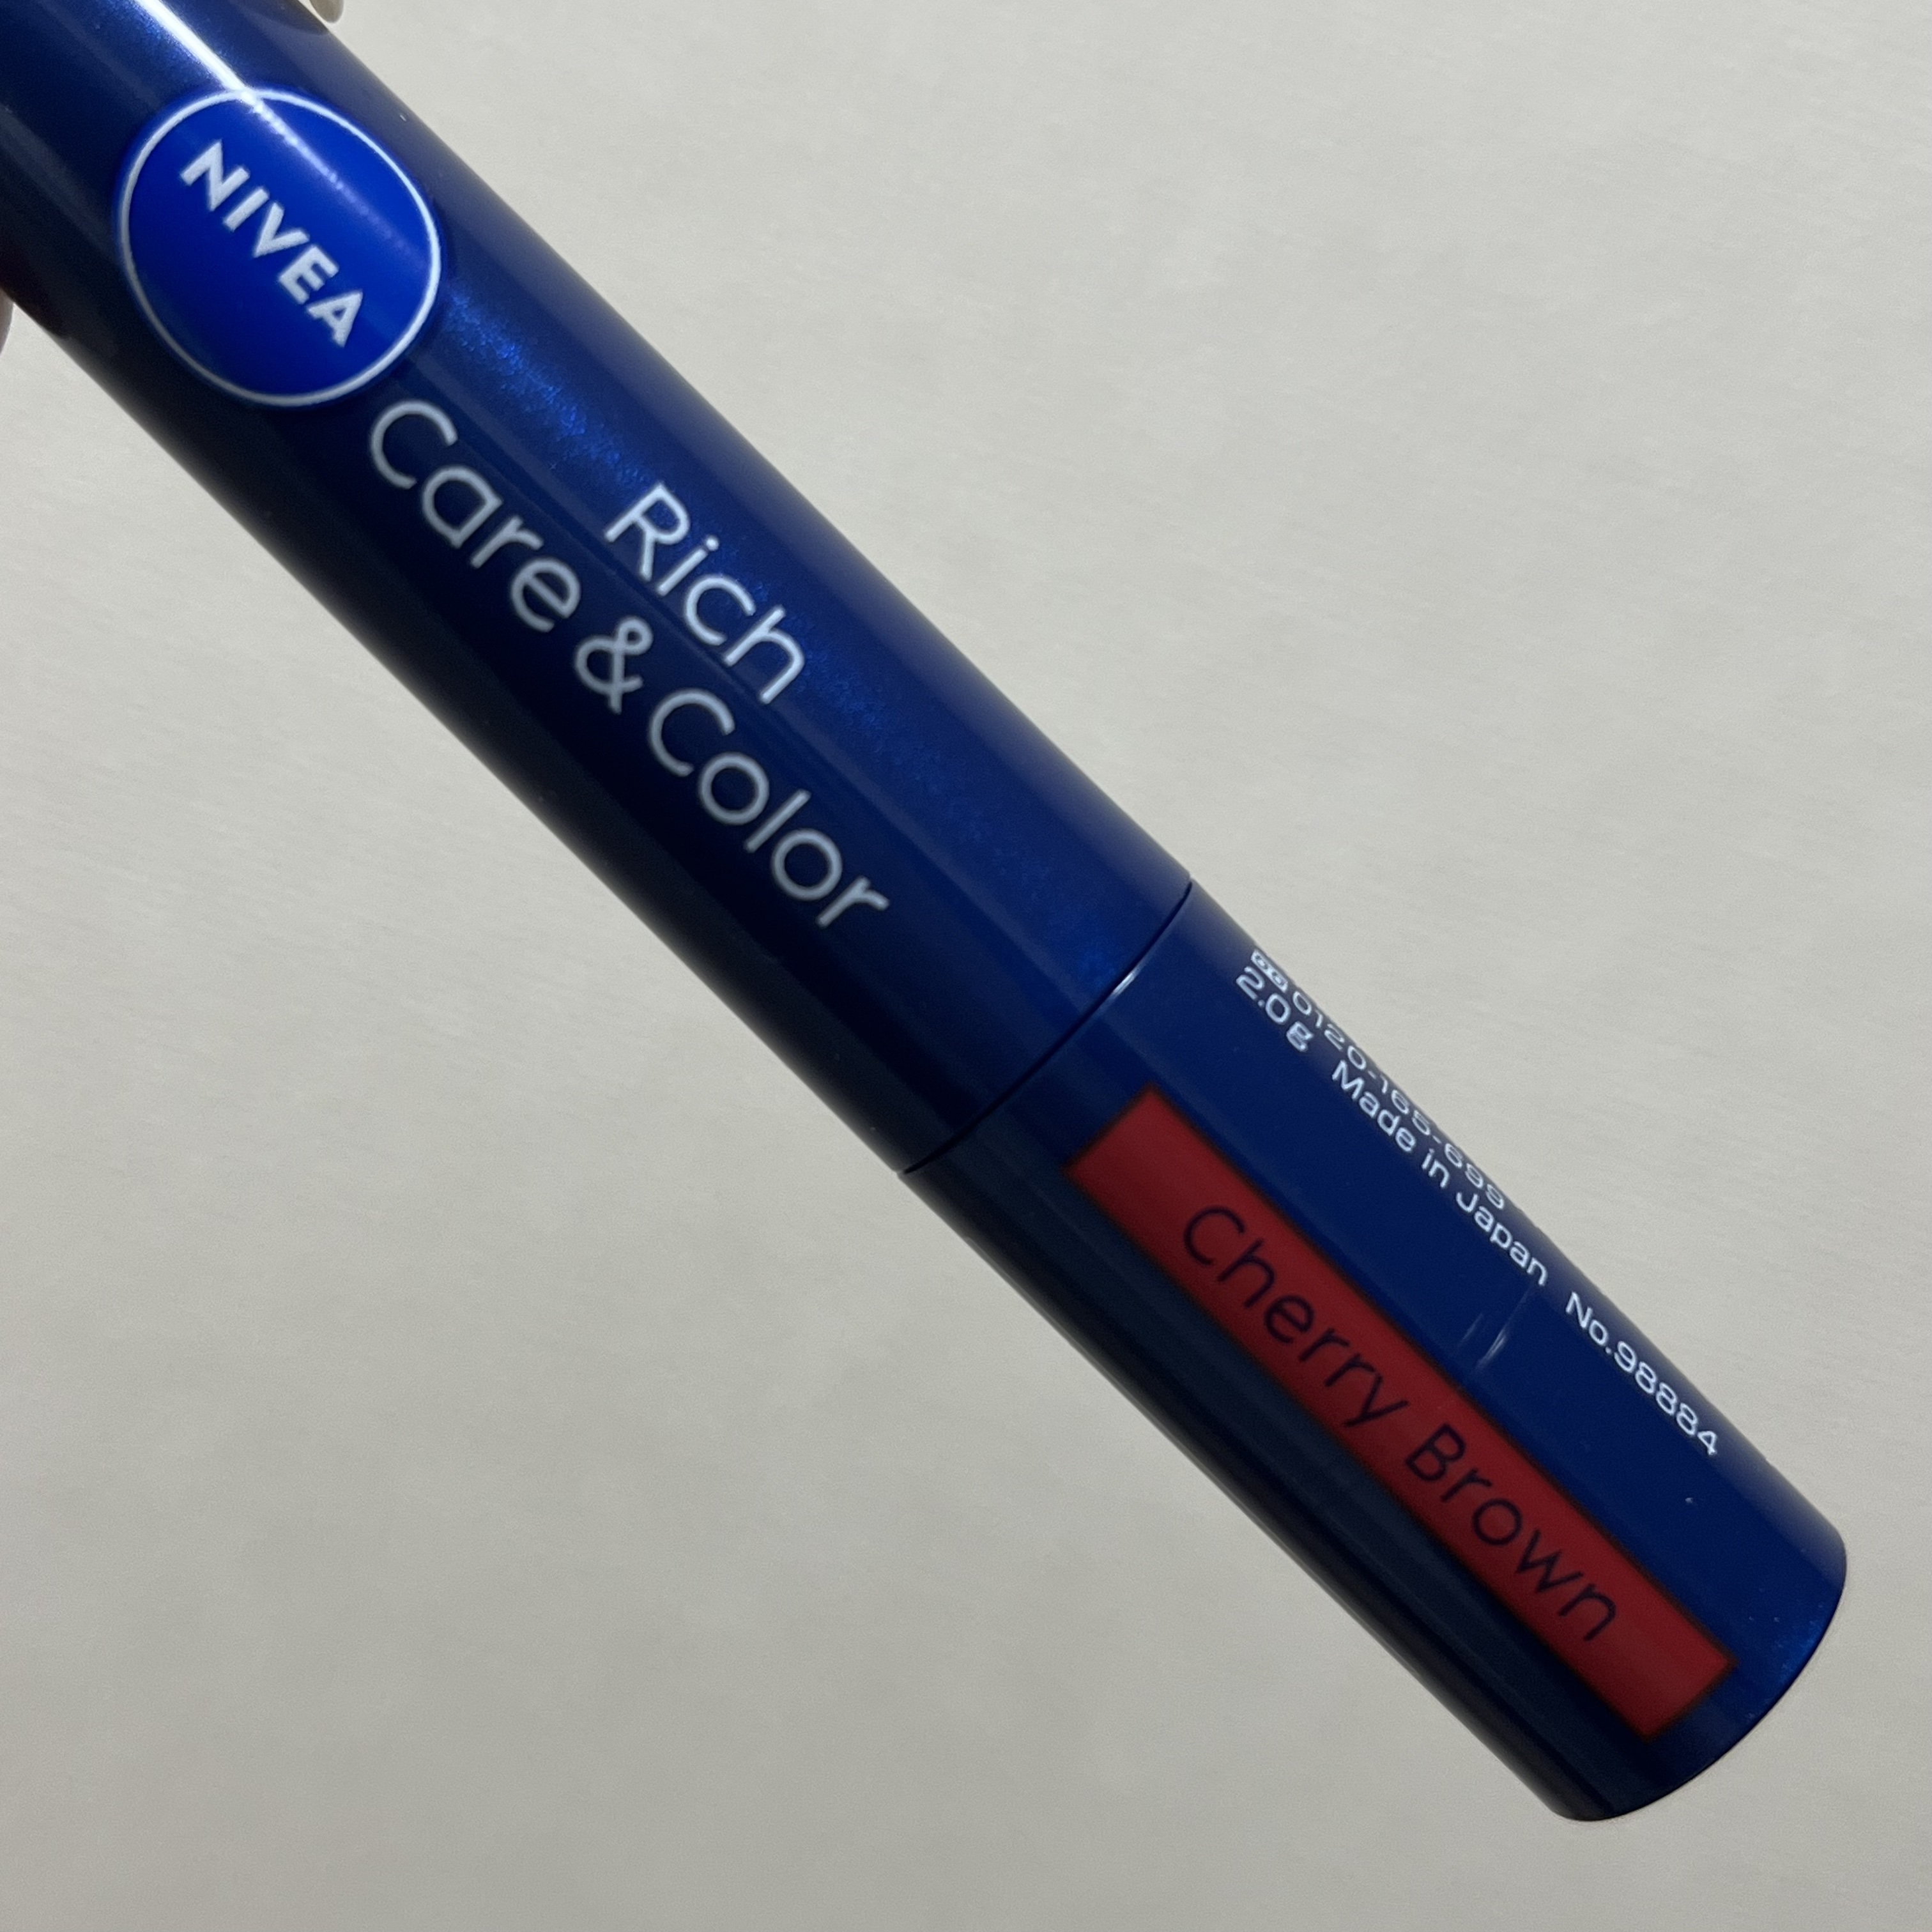 NIVEA
Rich
Care & Color
0120-165-699
2.0g Made in Japan No.98884
Cherry Brown